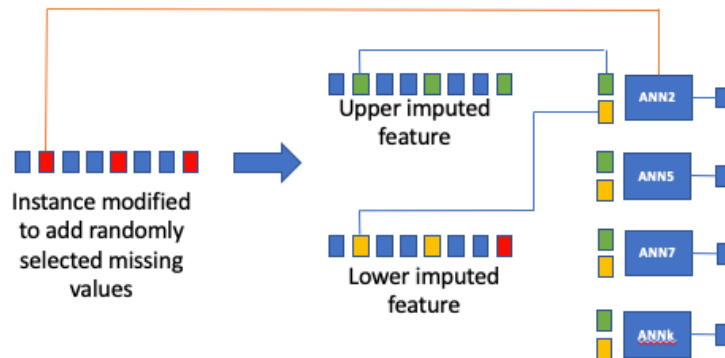 Instance modified
to add randomly
selected missing
values
Upper imputed
feature
Lower imputed
feature
ANN2
ANN5
ANN7
ANNk